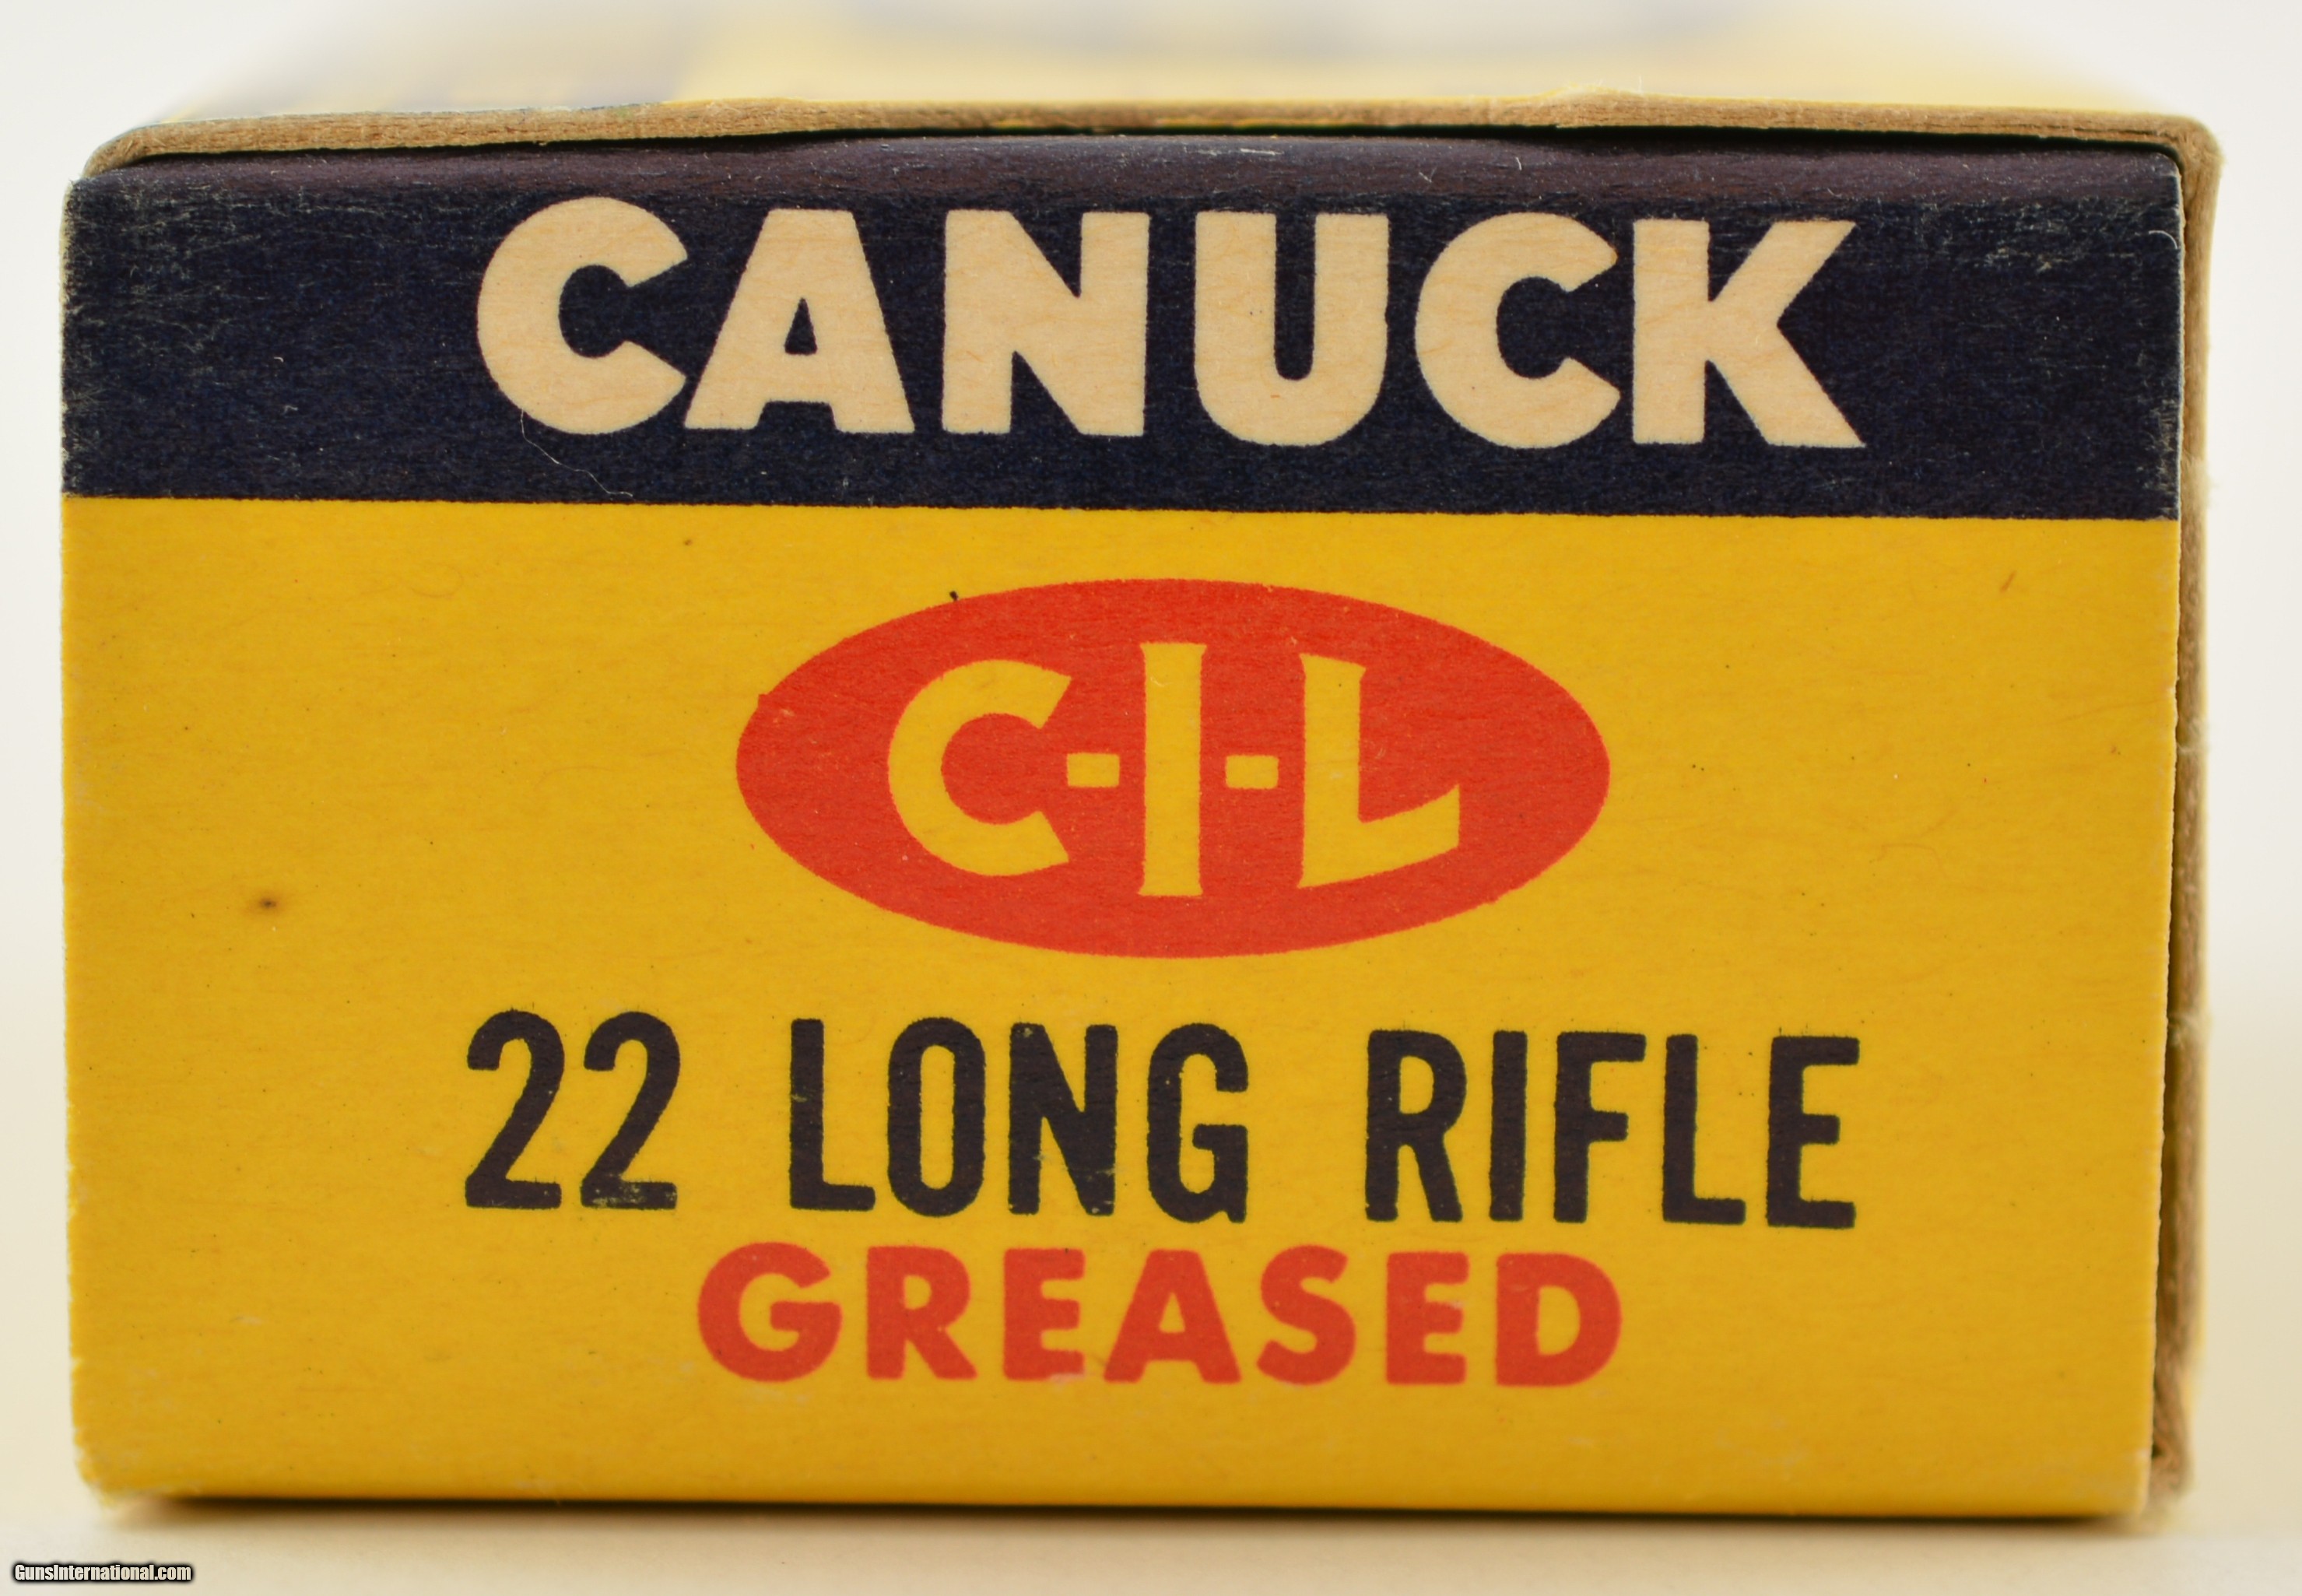 CANUCK
C-I-L
22 LONG RIFLE
GREASED
GunsInternational.com